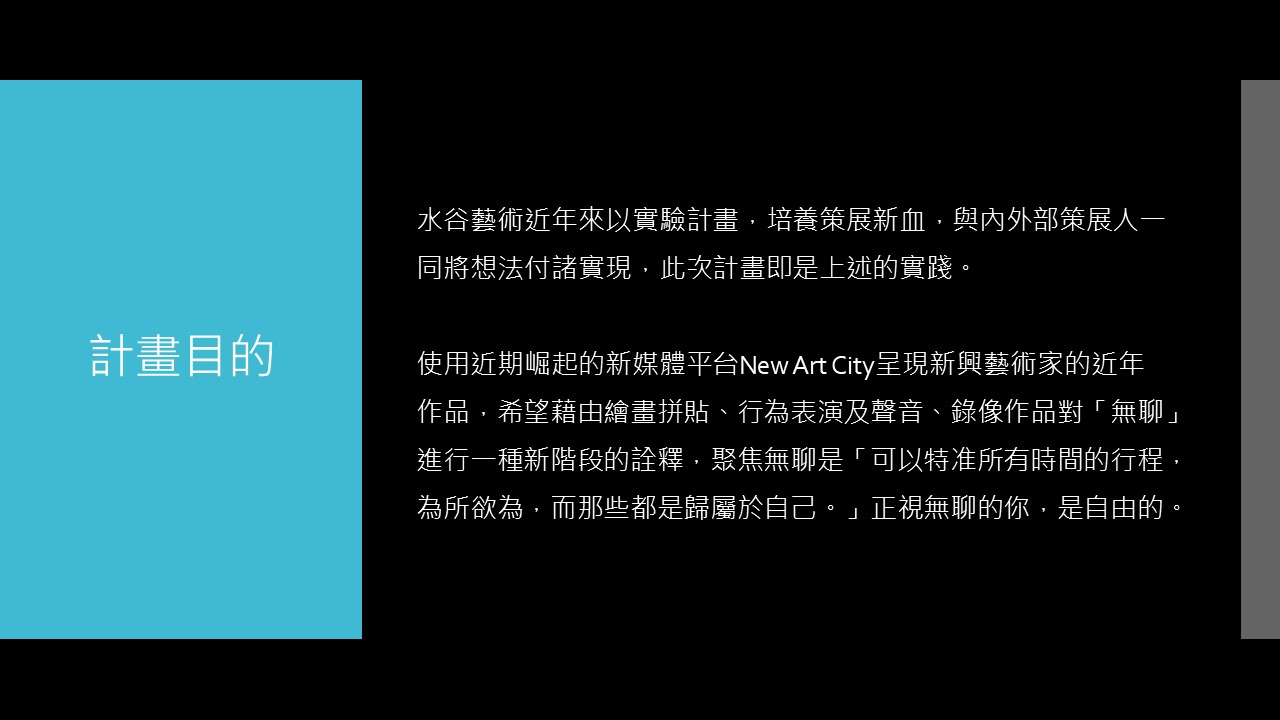 計畫目的
水谷藝術近年來以實驗計畫，培養策展新血，與內外部策展人一
同將想法付諸實現，此次計畫即是上述的實踐。
使用近期崛起的新媒體平台New Art City呈現新興藝術家的近年
作品，希望藉由繪畫拼貼、行為表演及聲音、錄像作品對「無聊」
進行一種新階段的詮釋，聚焦無聊是「可以特准所有時間的行程，
為所欲為，而那些都是歸屬於自己。」正視無聊的你，是自由的。